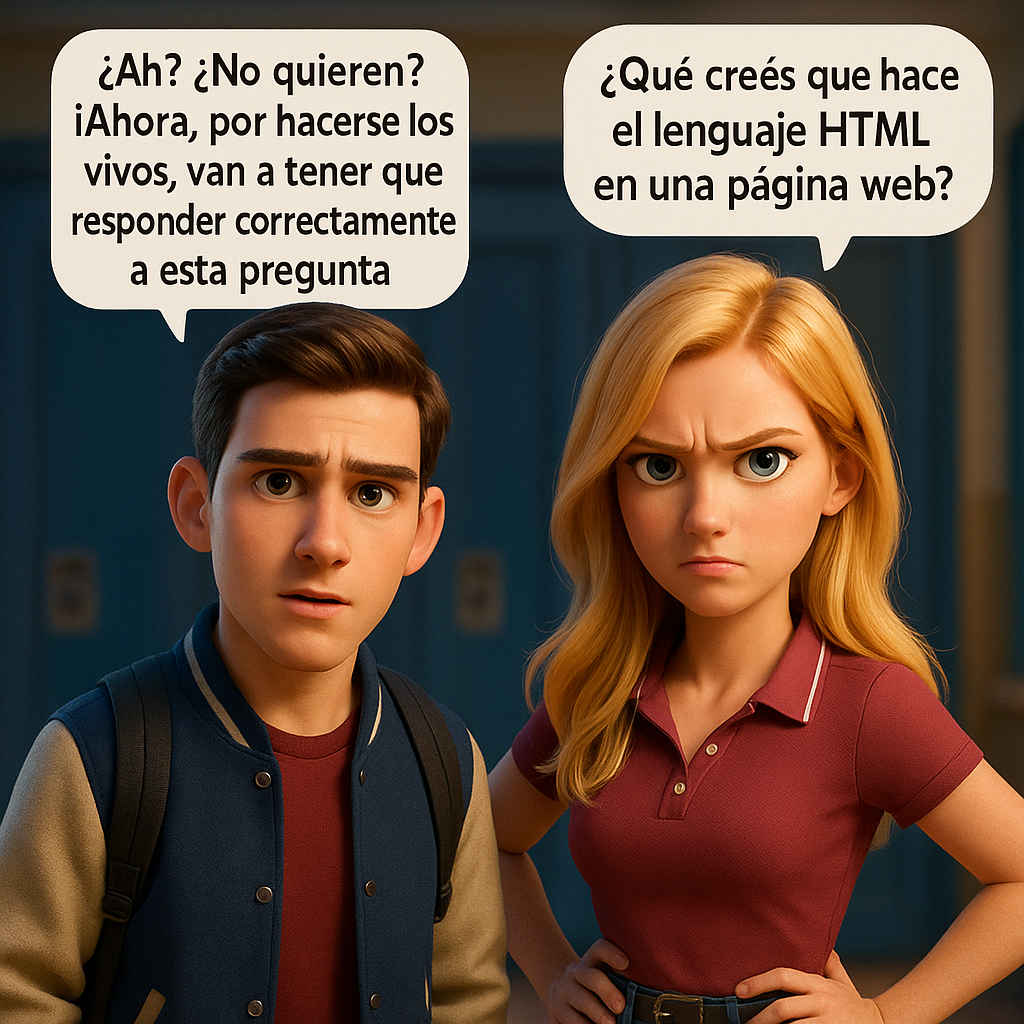 ¿Ah? ¿No quieren?
¡Ahora, por hacerse los
vivos, van a tener que
responder correctamente
a esta pregunta
¿Qué creés que hace
el lenguaje HTML
en una página web?